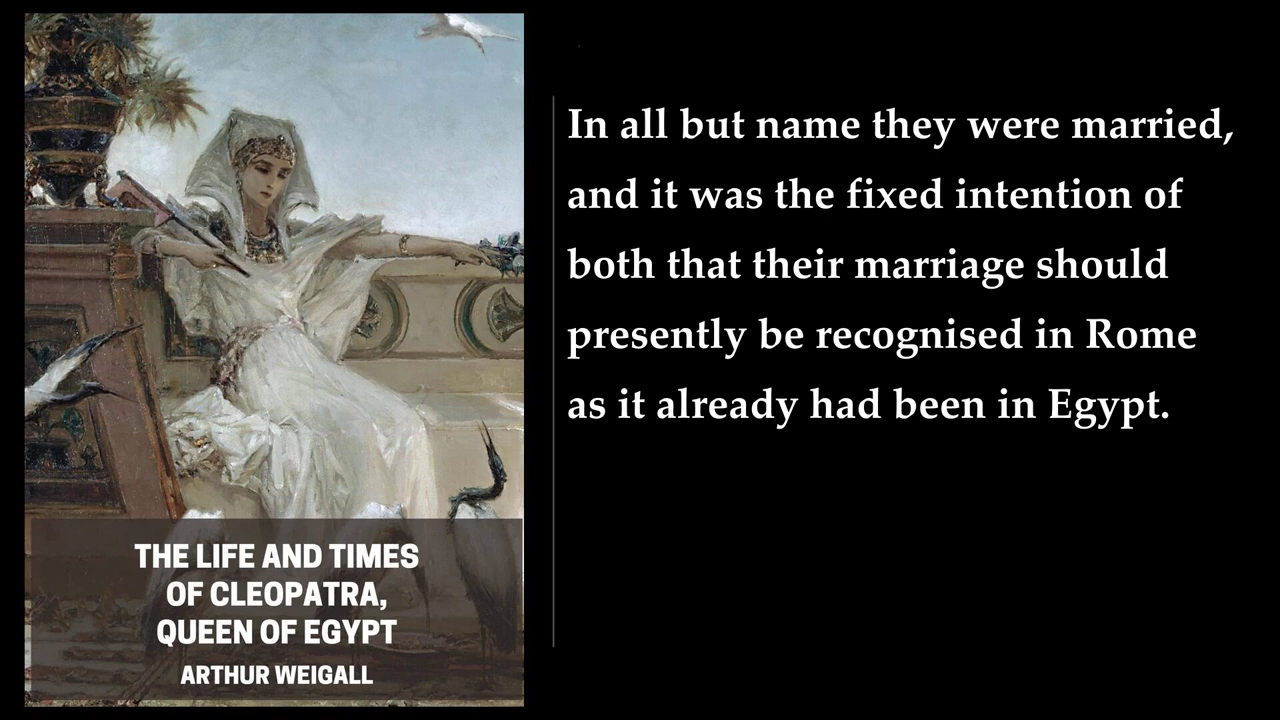 In all but name they were married,
and it was the fixed intention of
both that their marriage should
presently be recognised in Rome
as it already had been in Egypt.
THE LIFE AND TIMES
OF CLEOPATRA,
QUEEN OF EGYPT
ARTHUR WEIGALL